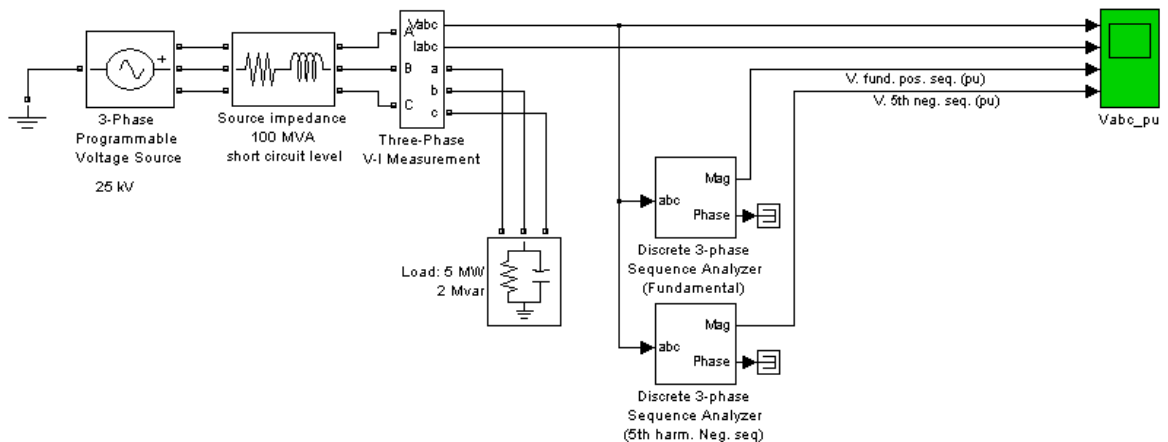 Vabc
A
Iabc
B
a
b
C
c
+
3-Phase
Programmable
Voltage Source
25 kV
Source impedance
100 MVA
short circuit level
Three-Phase
V-I Measurement
V. fund. pos. seq. (pu)
V. 5th neg. seq. (pu)
Vabc_pu
Load: 5 MW
2 Mvar
abc
Mag
Phase
Discrete 3-phase
Sequence Analyzer
(Fundamental)
abc
Mag
Phase
Discrete 3-phase
Sequence Analyzer
(5th harm. Neg. seq)